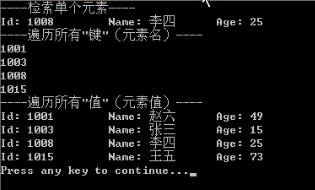 ----检索单个元素----
Id: 1008 Name: 李四 Age: 25
----遍历所有"键"（元素名）----
1001
1003
1008
1015
----遍历所有"值"（元素值）----
Id: 1001 Name: 赵六 Age: 49
Id: 1003 Name: 张三 Age: 15
Id: 1008 Name: 李四 Age: 25
Id: 1015 Name: 王五 Age: 73
Press any key to continue..._